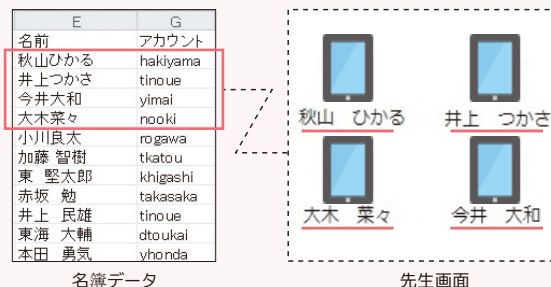 E G
名前 アカウント
秋山ひかる hakiyama
井上つかさ tinoue
今井大和 yimai
大木菜々 nooki
小川良太 rogawa
加藤 智樹 tkatou
東 堅太郎 khigashi
赤坂 勉 takasaka
井上 民雄 tinoue
東海 大輔 dtoukai
本田 勇気 yhonda
名簿データ
秋山 ひかる 井上 つかさ
大木 菜々 今井 大和
先生画面